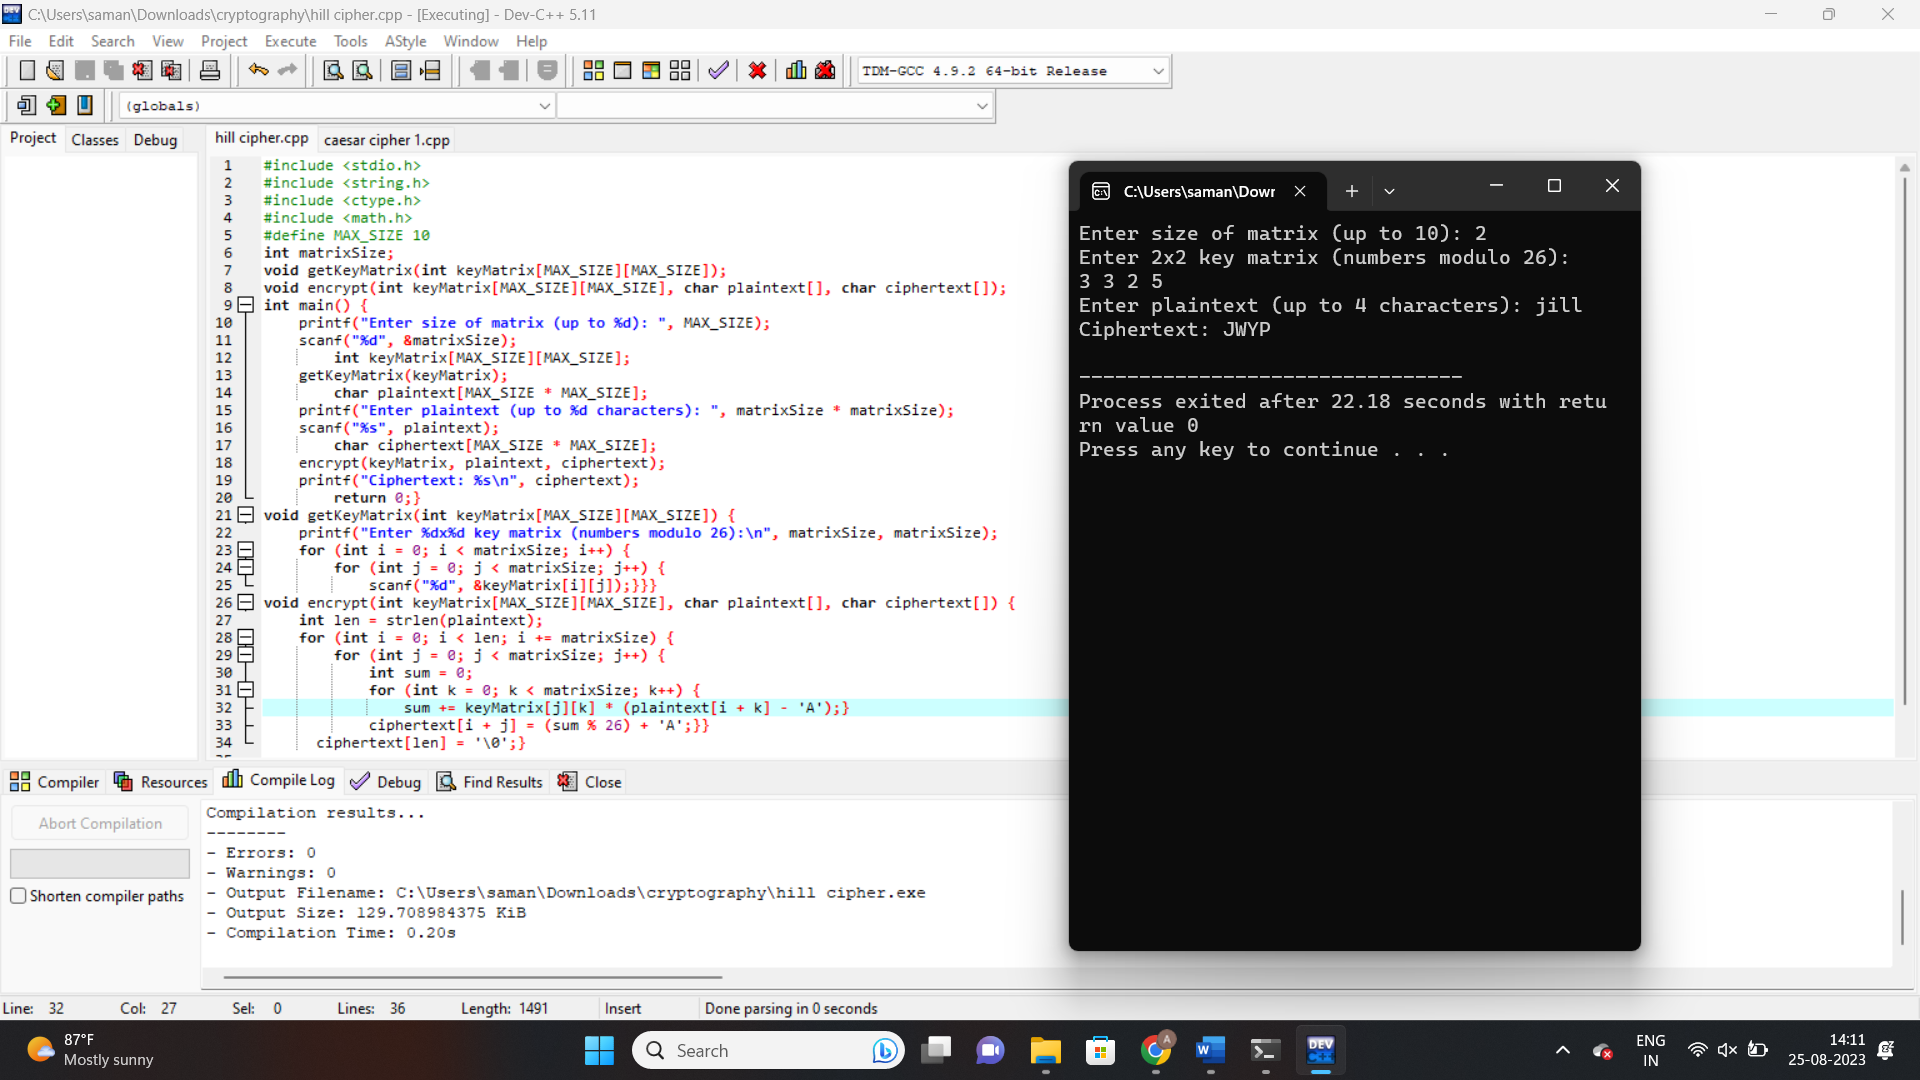 C:\Users\saman\Downloads\cryptography\hill cipher.cpp - [Executing] - Dev-C++ 5.11
File Edit Search View Project Execute Tools AStyle Window Help
TDM-GCC 4.9.2 64-bit Release
(globals)
Project Classes Debug
hill cipher.cpp caesar cipher 1.cpp
1 #include <stdio.h>
2 #include <string.h>
3 #include <ctype.h>
4 #include <math.h>
5 #define MAX_SIZE 10
6 int matrixSize;
7 void getKeyMatrix(int keyMatrix[MAX_SIZE][MAX_SIZE]);
8 void encrypt(int keyMatrix[MAX_SIZE][MAX_SIZE], char plaintext[], char ciphertext[]);
9 int main() {
10 printf("Enter size of matrix (up to %d): ", MAX_SIZE);
11 scanf("%d", &matrixSize);
12 int keyMatrix[MAX_SIZE][MAX_SIZE];
13 getKeyMatrix(keyMatrix);
14 char plaintext[MAX_SIZE * MAX_SIZE];
15 printf("Enter plaintext (up to %d characters): ", matrixSize * matrixSize);
16 scanf("%s", plaintext);
17 char ciphertext[MAX_SIZE * MAX_SIZE];
18 encrypt(keyMatrix, plaintext, ciphertext);
19 printf("Ciphertext: %s\n", ciphertext);
20 return 0;}
21 void getKeyMatrix(int keyMatrix[MAX_SIZE][MAX_SIZE]) {
22 printf("Enter %dx%d key matrix (numbers modulo 26):\n", matrixSize, matrixSize);
23 for (int i = 0; i < matrixSize; i++) {
24 for (int j = 0; j < matrixSize; j++) {
25 scanf("%d", &keyMatrix[i][j]);}}}
26 void encrypt(int keyMatrix[MAX_SIZE][MAX_SIZE], char plaintext[], char ciphertext[]) {
27 int len = strlen(plaintext);
28 for (int i = 0; i < len; i += matrixSize) {
29 for (int j = 0; j < matrixSize; j++) {
30 int sum = 0;
31 for (int k = 0; k < matrixSize; k++) {
32 sum += keyMatrix[j][k] * (plaintext[i + k] - 'A');}
33 ciphertext[i + j] = (sum % 26) + 'A';}}
34 ciphertext[len] = '\0';}
C:\Users\saman\Dowr
Enter size of matrix (up to 10): 2
Enter 2x2 key matrix (numbers modulo 26):
3 3 2 5
Enter plaintext (up to 4 characters): jill
Ciphertext: JWYP
--------------------------------
Process exited after 22.18 seconds with retu
rn value 0
Press any key to continue . . .
Compiler Resources Compile Log Debug Find Results Close
Abort Compilation
Shorten compiler paths
Compilation results...
--------
- Errors: 0
- Warnings: 0
- Output Filename: C:\Users\saman\Downloads\cryptography\hill cipher.exe
- Output Size: 129.708984375 KiB
- Compilation Time: 0.20s
Line: 32 Col: 27 Sel: 0 Lines: 36 Length: 1491 Insert Done parsing in 0 seconds
87°F
Mostly sunny
Search
DEV
C++
ENG
IN
14:11
25-08-2023